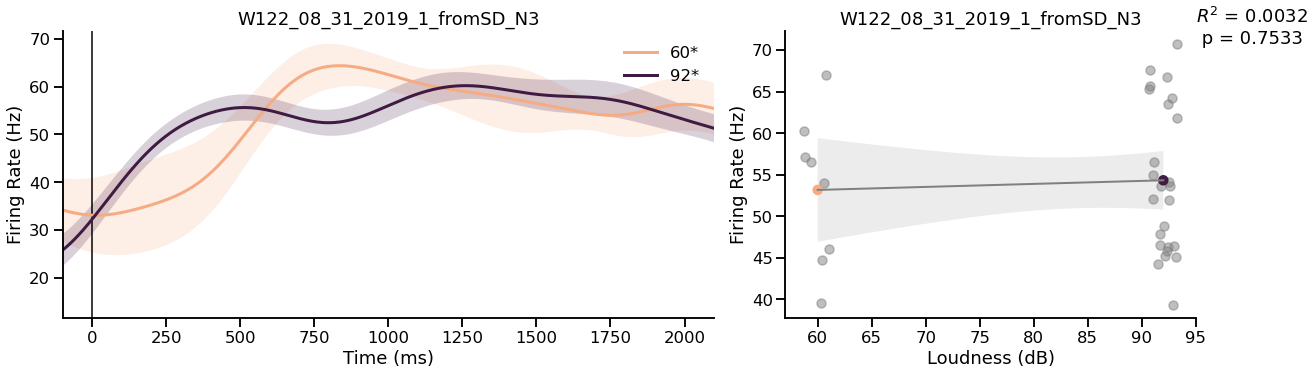 W122_08_31_2019_1_fromSD_N3
70
60
50
40
30
20
Firing Rate (Hz)
60*
92*
0 250 500 750 1000 1250 1500 1750 2000
Time (ms)
W122_08_31_2019_1_fromSD_N3
R² = 0.0032
p = 0.7533
70
65
60
55
50
45
40
Firing Rate (Hz)
60 65 70 75 80 85 90 95
Loudness (dB)